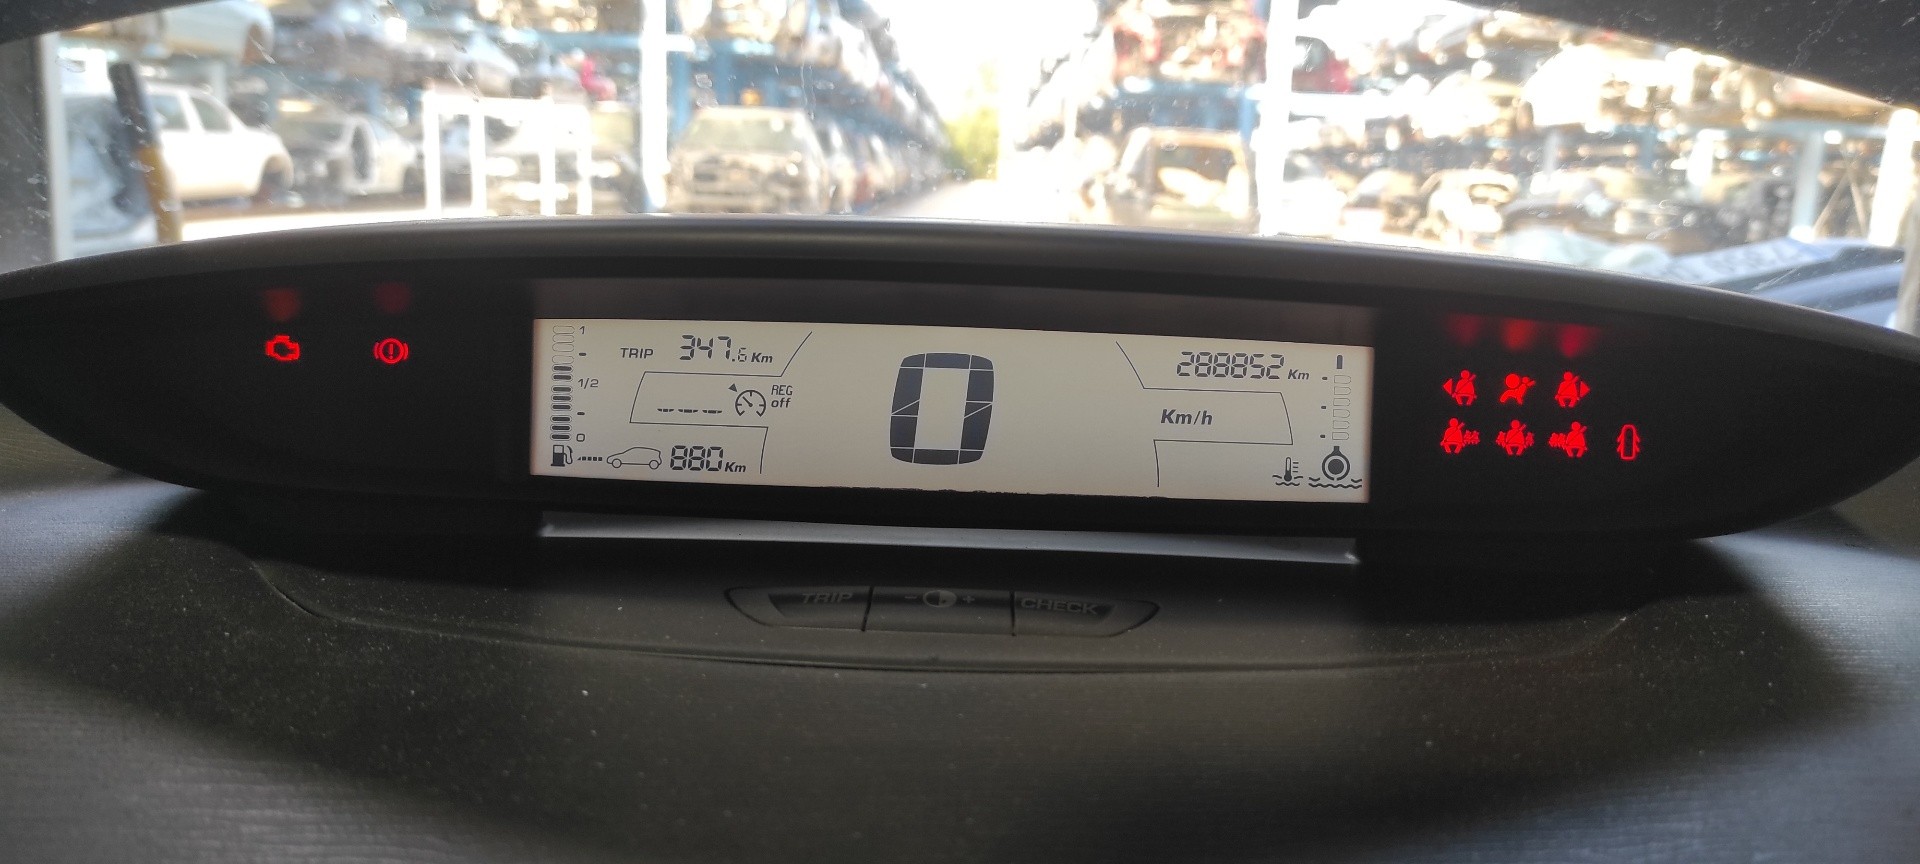 1
TRIP 347.6 Km
288852 Km
1/2
REG
off
----
0
Km/h
0
880 Km
TRIP - + CHECK